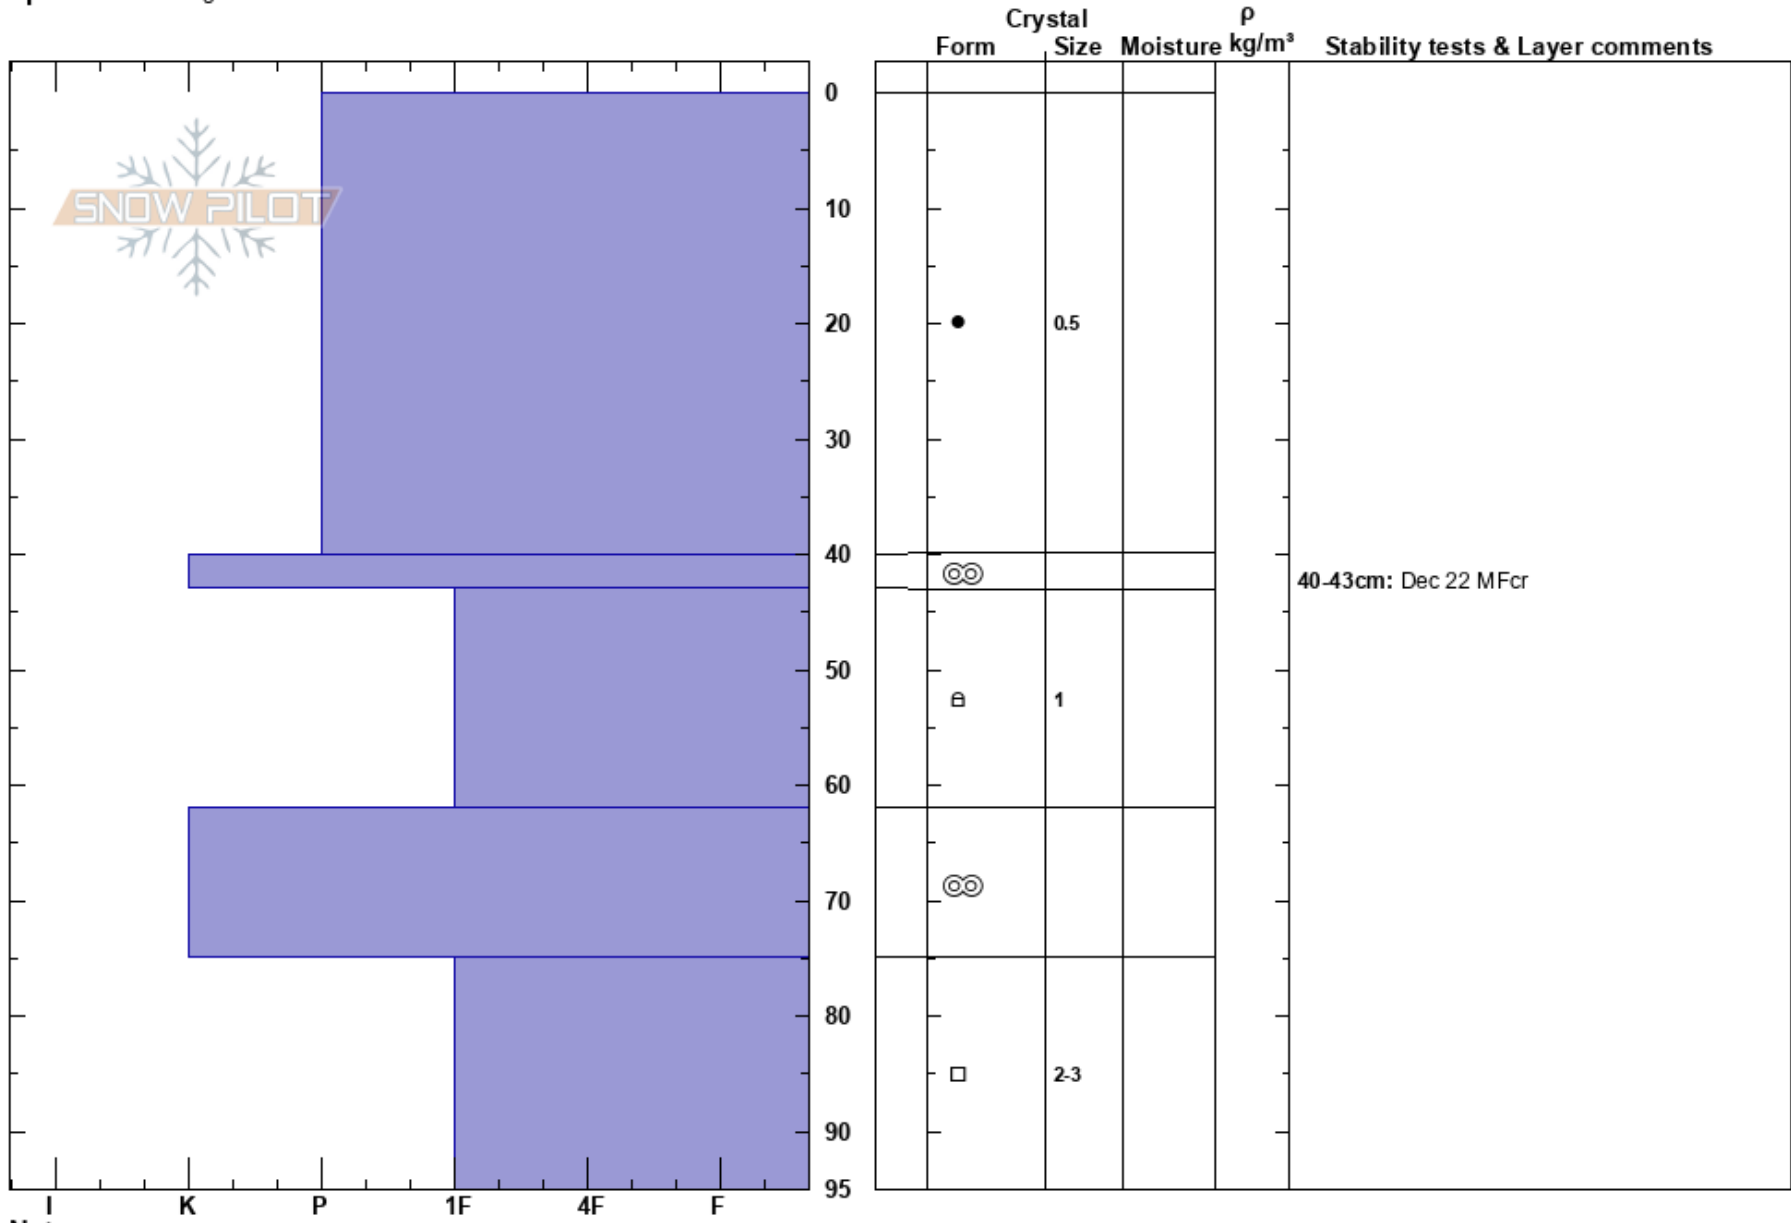 Crystal ρ
Form Size Moisture kg/m³ Stability tests & Layer comments
0
SNOW PILOT
10
20 0.5
30
40
40-43cm: Dec 22 MFcr
50
1
60
70
80
2-3
90
95
I K P 1F 4F F